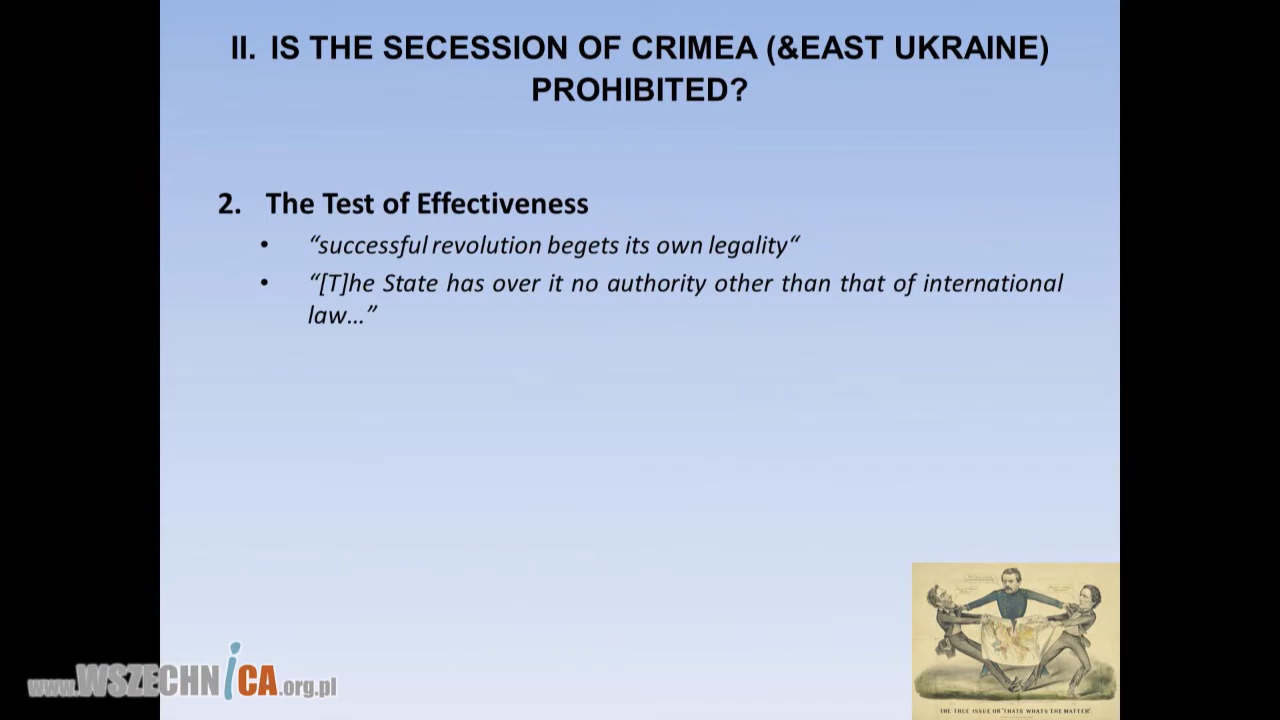 II. IS THE SECESSION OF CRIMEA (&EAST UKRAINE)
PROHIBITED?
2. The Test of Effectiveness
• “successful revolution begets its own legality“
• “[T]he State has over it no authority other than that of international
law…”
THE TRUE ISSUE OR "THATS WHATS THE MATTER".
www.WSZECHNiCA.org.pl